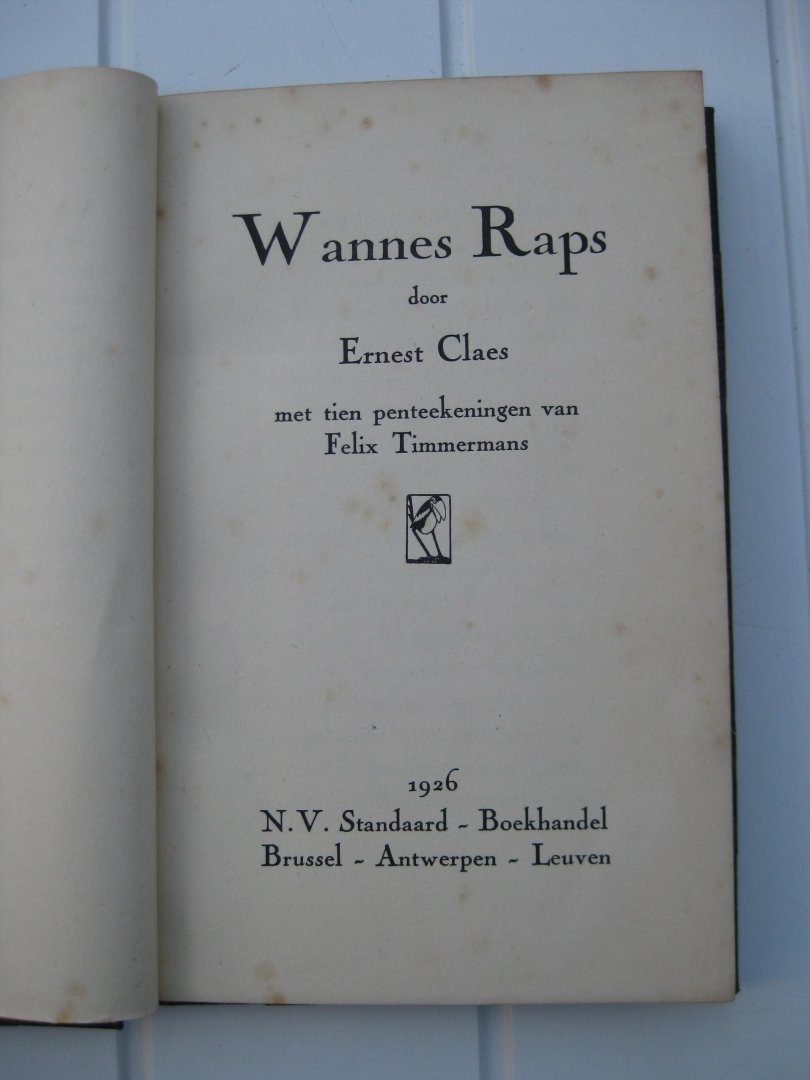 Wannes Raps
door
Ernest Claes
met tien penteekeningen van
Felix Timmermans
1926
N.V. Standaard - Boekhandel
Brussel - Antwerpen - Leuven